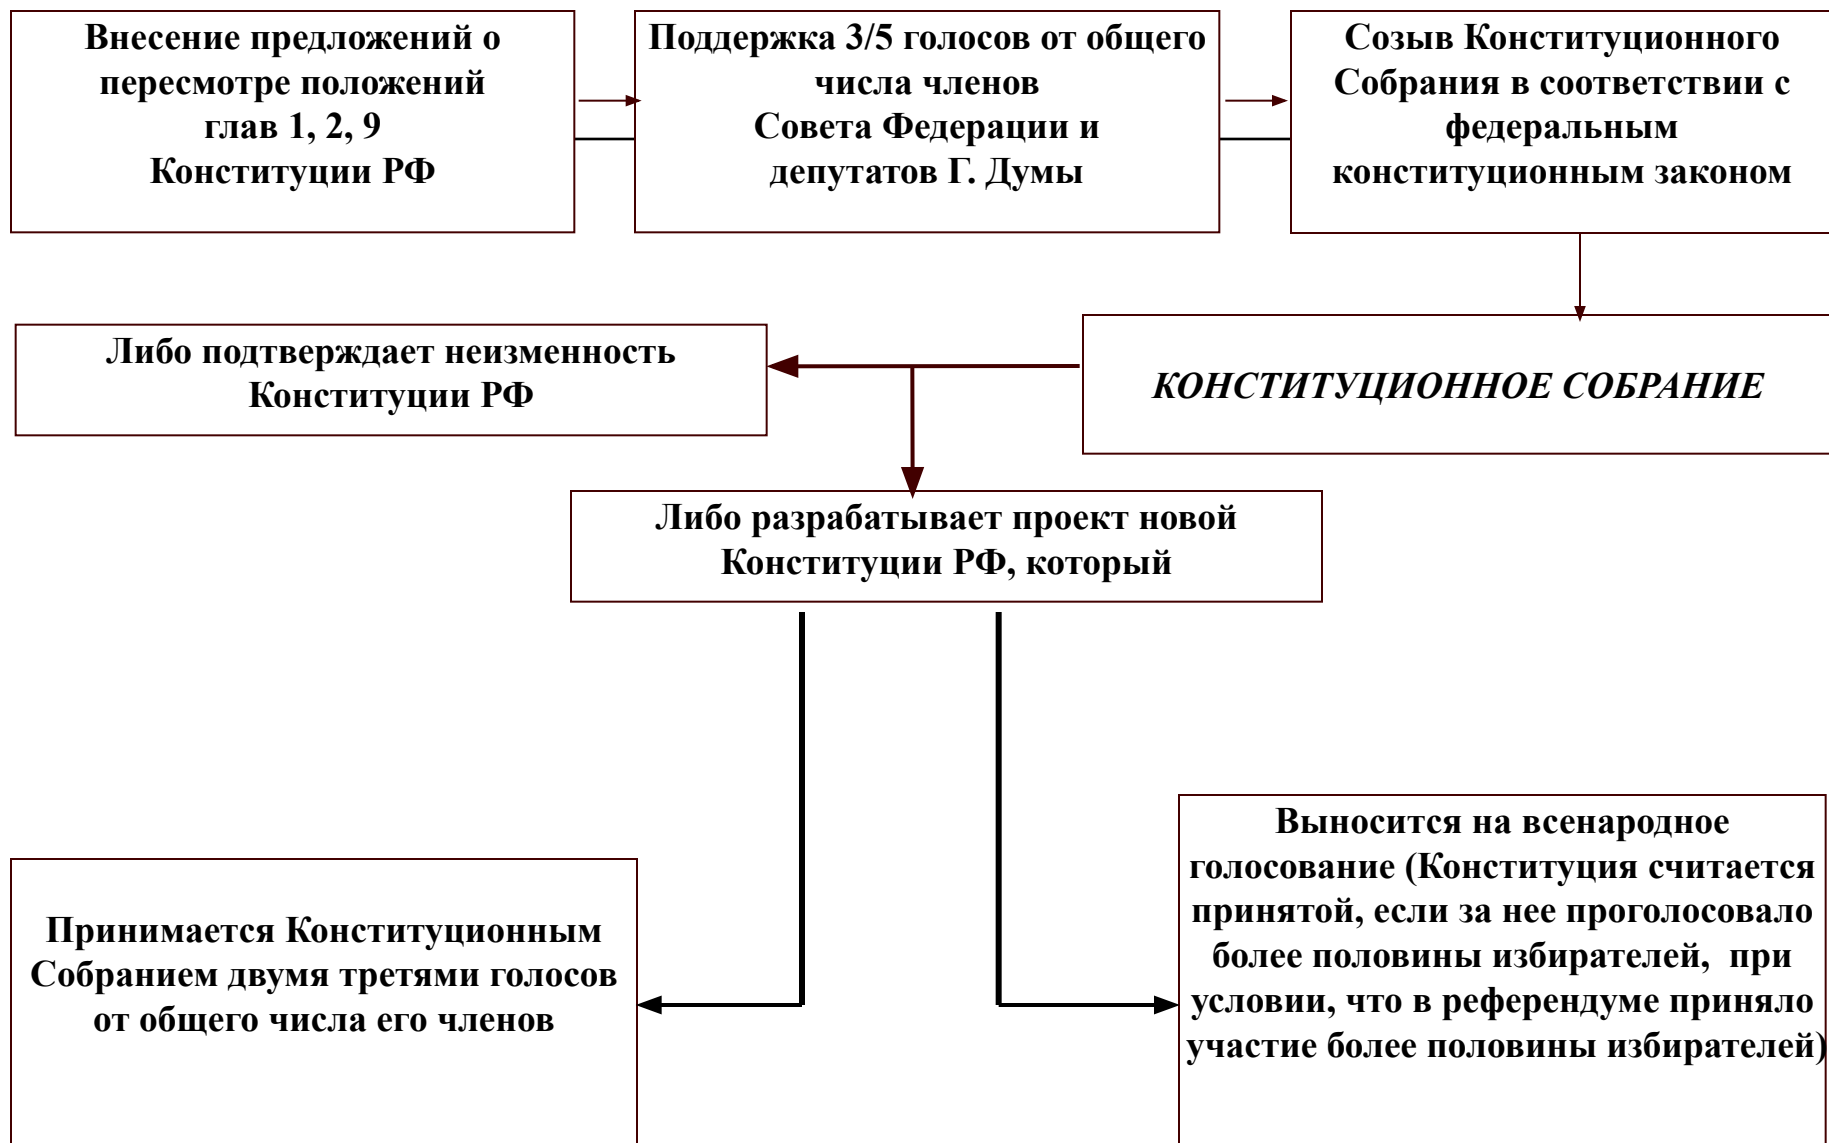 Внесение предложений о
пересмотре положений
глав 1, 2, 9
Конституции РФ
Поддержка 3/5 голосов от общего
числа членов
Совета Федерации и
депутатов Г. Думы
Созыв Конституционного
Собрания в соответствии с
федеральным
конституционным законом
Либо подтверждает неизменность
Конституции РФ
КОНСТИТУЦИОННОЕ СОБРАНИЕ
Либо разрабатывает проект новой
Конституции РФ, который
Принимается Конституционным
Собранием двумя третями голосов
от общего числа его членов
Выносится на всенародное
голосование (Конституция считается
принятой, если за нее проголосовало
более половины избирателей,  при
условии, что в референдуме приняло
участие более половины избирателей)